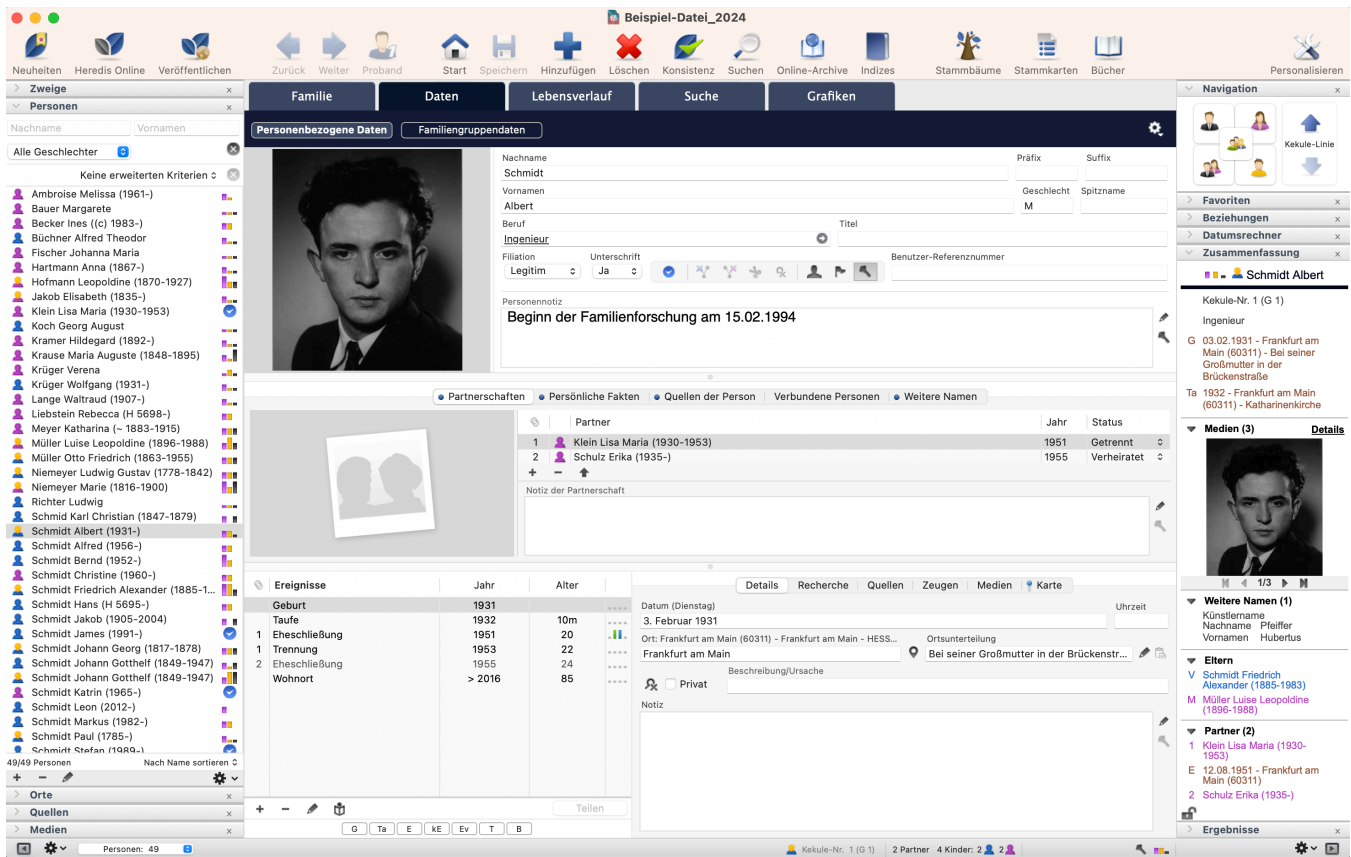 Beispiel-Datei_2024
Neuheiten Heredis Online Veröffentlichen Zurück Weiter Proband Start Speichern Hinzufügen Löschen Konsistenz Suchen Online-Archive Indizes Stammbäume Stammkarten Bücher Personalisieren
Zweige
Personen
Nachname Vornamen
Alle Geschlechter
Keine erweiterten Kriterien
Ambroise Melissa (1961-)
Bauer Margarete
Becker Ines ((c) 1983-)
Büchner Alfred Theodor
Fischer Johanna Maria
Hartmann Anna (1867-)
Hofmann Leopoldine (1870-1927)
Jakob Elisabeth (1835-)
Klein Lisa Maria (1930-1953)
Koch Georg August
Kramer Hildegard (1892-)
Krause Maria Auguste (1848-1895)
Krüger Verena
Krüger Wolfgang (1931-)
Lange Waltraud (1907-)
Liebstein Rebecca (H 5698-)
Meyer Katharina (~ 1883-1915)
Müller Luise Leopoldine (1896-1988)
Müller Otto Friedrich (1863-1955)
Niemeyer Ludwig Gustav (1778-1842)
Niemeyer Marie (1816-1900)
Richter Ludwig
Schmid Karl Christian (1847-1879)
Schmidt Albert (1931-)
Schmidt Alfred (1956-)
Schmidt Bernd (1952-)
Schmidt Christine (1960-)
Schmidt Friedrich Alexander (1885-1...
Schmidt Hans (H 5695-)
Schmidt Jakob (1905-2004)
Schmidt James (1991-)
Schmidt Johann Georg (1817-1878)
Schmidt Johann Gotthelf (1849-1947)
Schmidt Johann Gotthelf (1849-1947)
Schmidt Katrin (1965-)
Schmidt Leon (2012-)
Schmidt Markus (1982-)
Schmidt Paul (1785-)
Schmidt Stefan (1989-)
49/49 Personen Nach Name sortieren
Orte
Quellen
Medien
Personen: 49
Familie Daten Lebensverlauf Suche Grafiken
Personenbezogene Daten Familiengruppendaten
Nachname Präfix Suffix
Schmidt
Vornamen Geschlecht Spitzname
Albert M
Beruf Titel
Ingenieur
Filiation Unterschrift Benutzer-Referenznummer
Legitim Ja
Personennotiz
Beginn der Familienforschung am 15.02.1994
Partnerschaften Persönliche Fakten Quellen der Person Verbundene Personen Weitere Namen
Partner Jahr Status
1 Klein Lisa Maria (1930-1953) 1951 Getrennt
2 Schulz Erika (1935-) 1955 Verheiratet
Notiz der Partnerschaft
Ereignisse Jahr Alter
Geburt 1931
Taufe 1932 10m
1 Eheschließung 1951 20
1 Trennung 1953 22
2 Eheschließung 1955 24
Wohnort > 2016 85
Teilen
G Ta E kE Ev T B
Details Recherche Quellen Zeugen Medien Karte
Datum (Dienstag) Uhrzeit
3. Februar 1931
Ort: Frankfurt am Main (60311) - Frankfurt am Main - HESS... Ortsunterteilung
Frankfurt am Main Bei seiner Großmutter in der Brückenstr...
Beschreibung/Ursache
Privat
Notiz
Kekule-Nr. 1 (G 1) 2 Partner 4 Kinder: 2 2
Navigation
Kekule-Linie
Favoriten
Beziehungen
Datumsrechner
Zusammenfassung
Schmidt Albert
Kekule-Nr. 1 (G 1)
Ingenieur
G 03.02.1931 - Frankfurt am
Main (60311) - Bei seiner
Großmutter in der
Brückenstraße
Ta 1932 - Frankfurt am Main
(60311) - Katharinenkirche
Medien (3) Details
1/3
Weitere Namen (1)
Künstlername
Nachname Pfeiffer
Vornamen Hubertus
Eltern
V Schmidt Friedrich
Alexander (1885-1983)
M Müller Luise Leopoldine
(1896-1988)
Partner (2)
1 Klein Lisa Maria (1930-
1953)
E 12.08.1951 - Frankfurt am
Main (60311)
2 Schulz Erika (1935-)
Ergebnisse